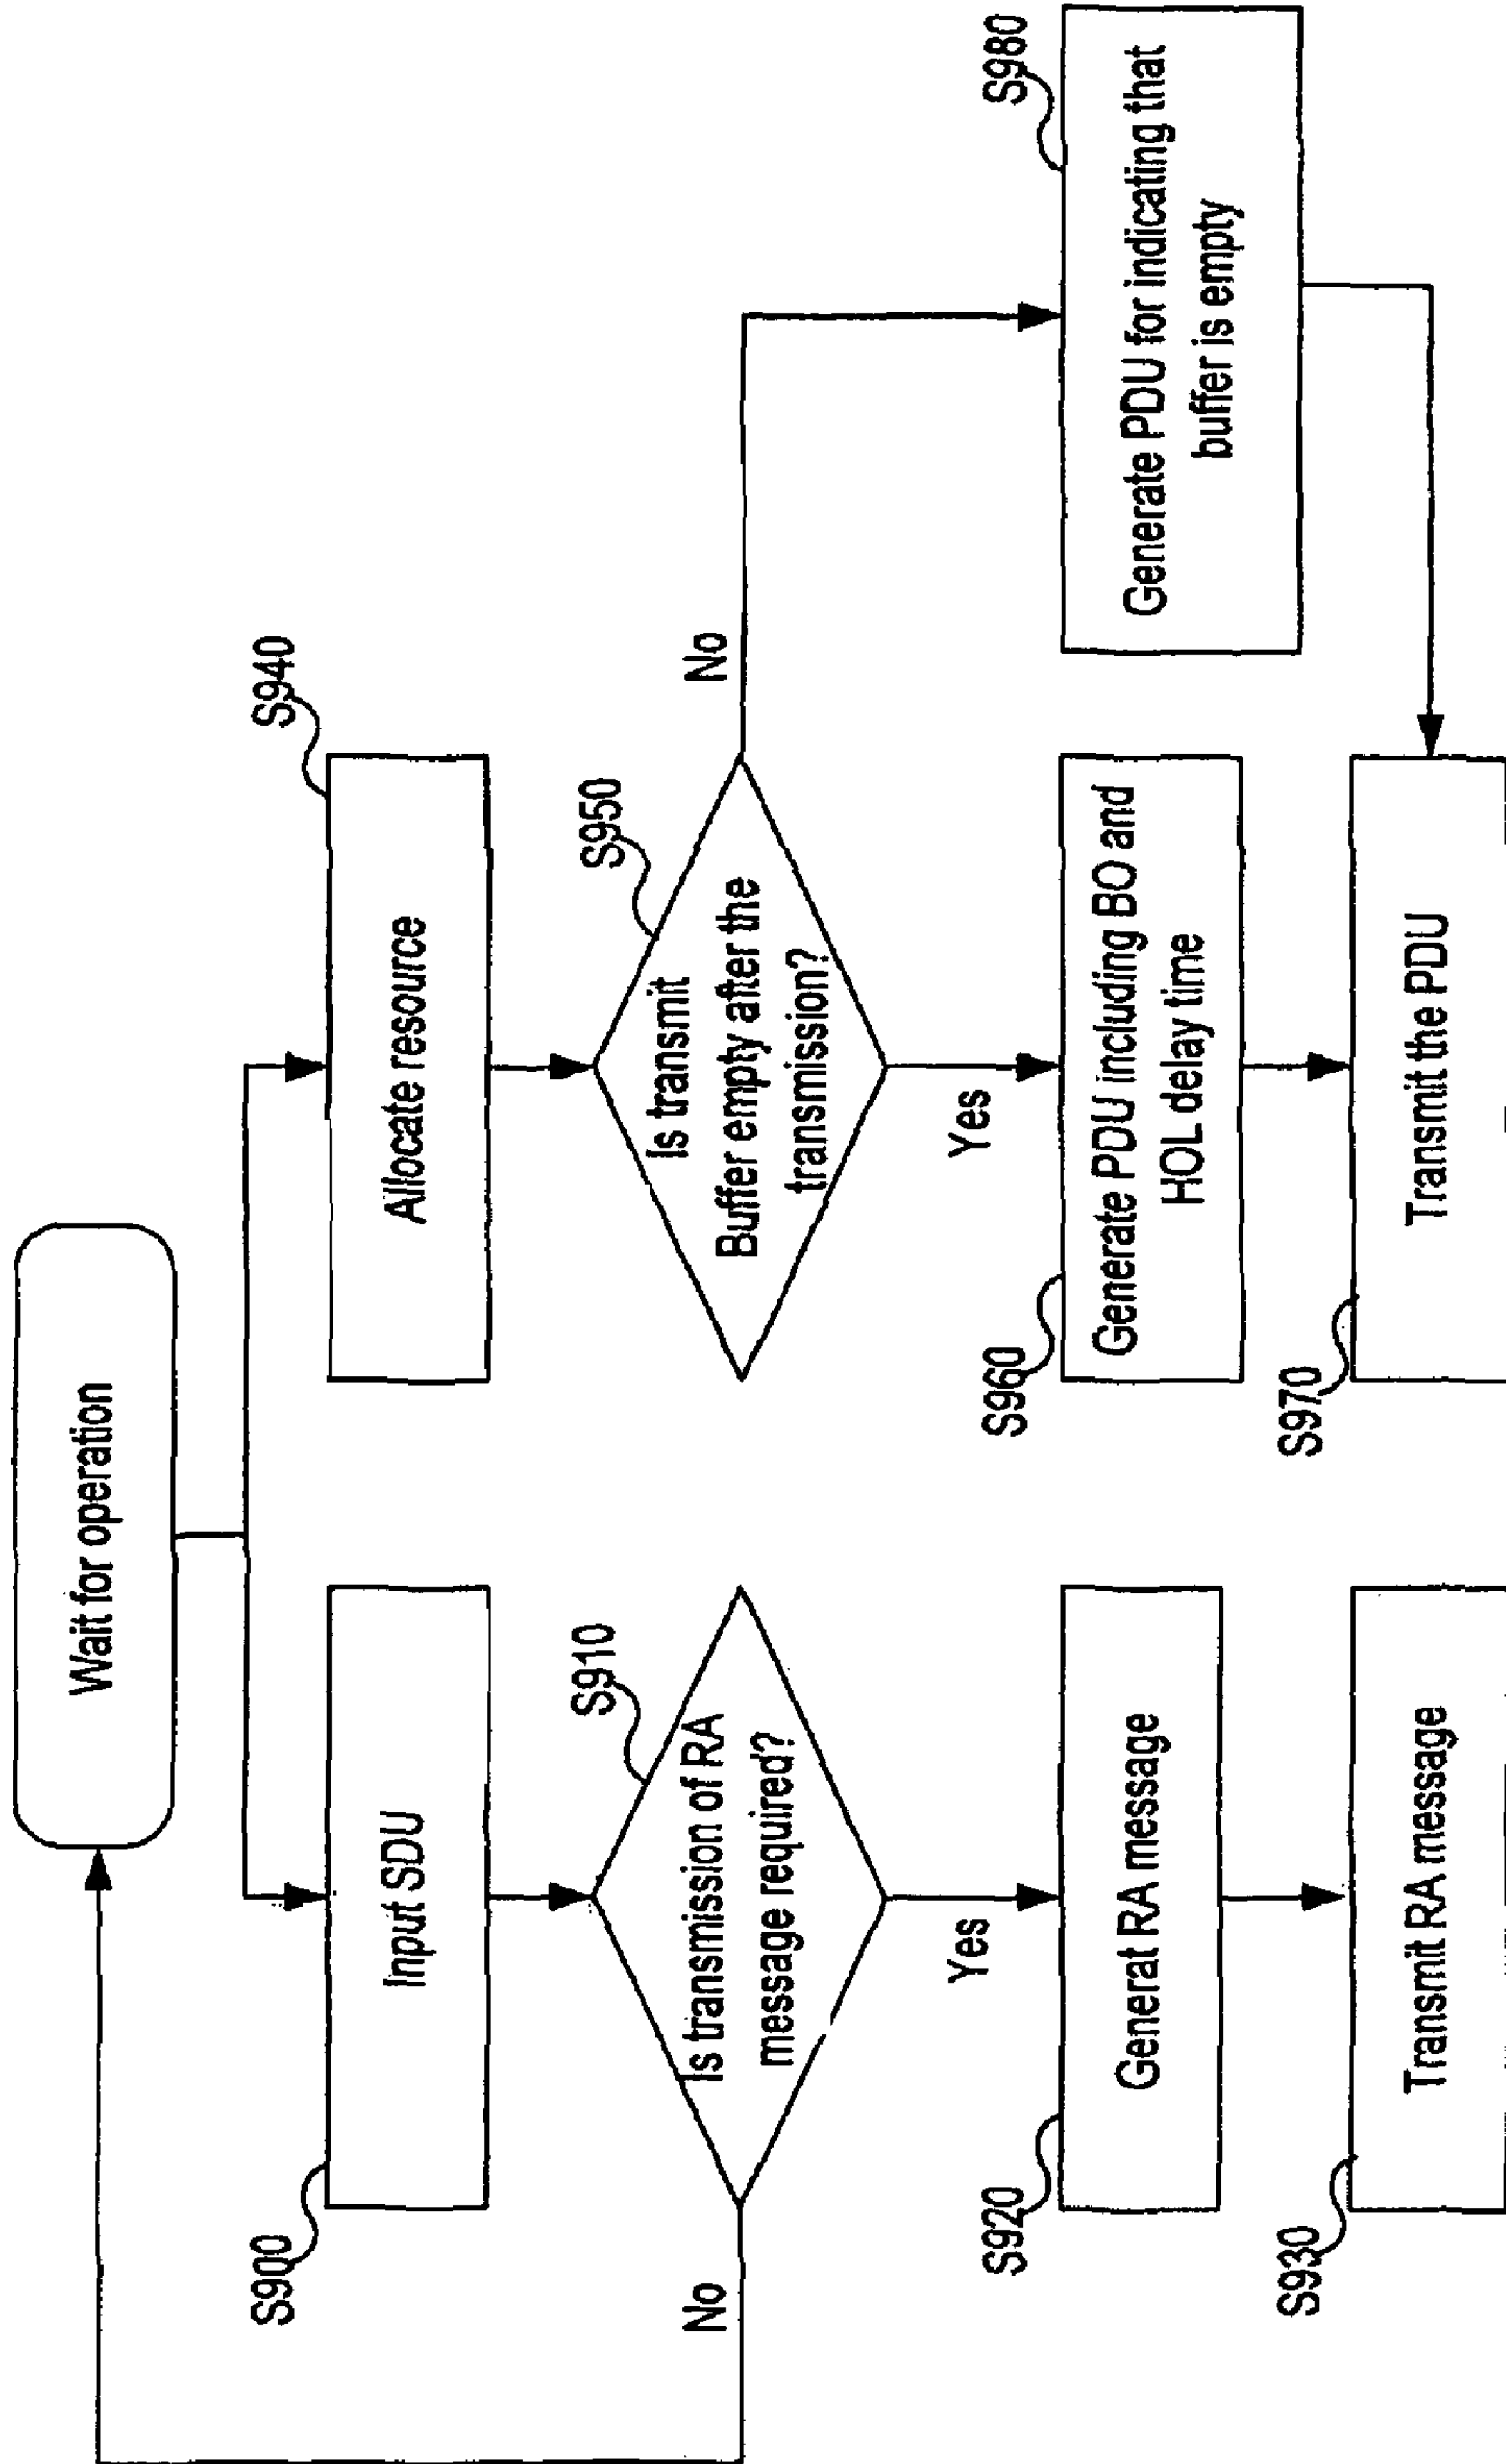 Wait for operation
S900
Input SDU
S910
Is transmission of RA
message required?
No
Yes
S920
Generat RA message
S930
Transmit RA message
S940
Allocate resource
S950
Is transmit
Buffer empty after the
transmission?
No
Yes
S960
Generate PDU including BO and
HOL delay time
S970
Transmit the PDU
S980
Generate PDU for indicating that
buffer is empty